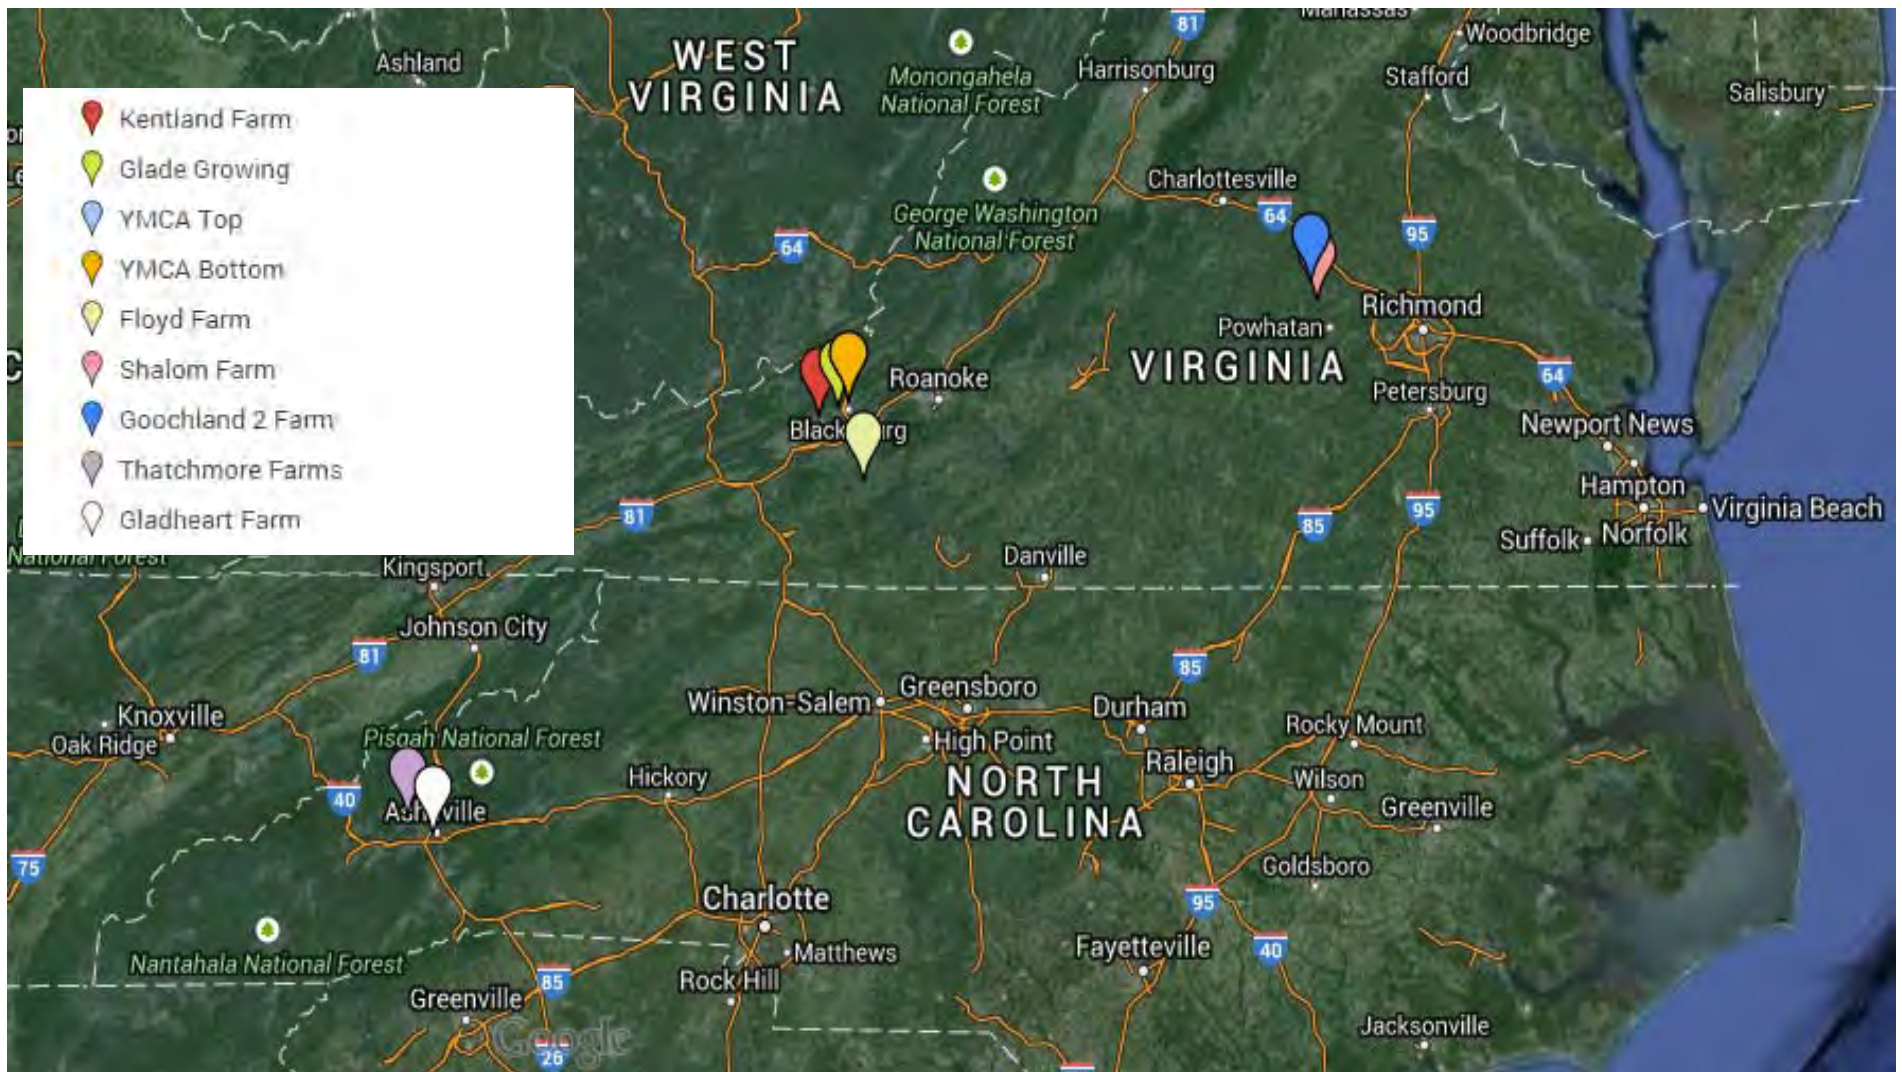 Manassas
81
Woodbridge
WEST
VIRGINIA
Ashland
Monongahela
National Forest
Harrisonburg
Stafford
Salisbury
Kentland Farm
Glade Growing
YMCA Top
YMCA Bottom
Floyd Farm
Shalom Farm
Goochland 2 Farm
Thatchmore Farms
Gladheart Farm
Charlottesville
64
George Washington
National Forest
64
95
Richmond
Powhatan
VIRGINIA
Roanoke
64
Petersburg
Newport News
Hampton
Virginia Beach
Suffolk
Norfolk
81
85
95
National Forest
Kingsport
Danville
Johnson City
81
85
Knoxville
Oak Ridge
Winston-Salem
Greensboro
Durham
Rocky Mount
Pisgah National Forest
High Point
Raleigh
Hickory
Wilson
40
Asheville
NORTH
CAROLINA
Greenville
75
Goldsboro
Charlotte
95
Matthews
Fayetteville
40
Nantahala National Forest
85
Rock Hill
Greenville
Google
26
Jacksonville